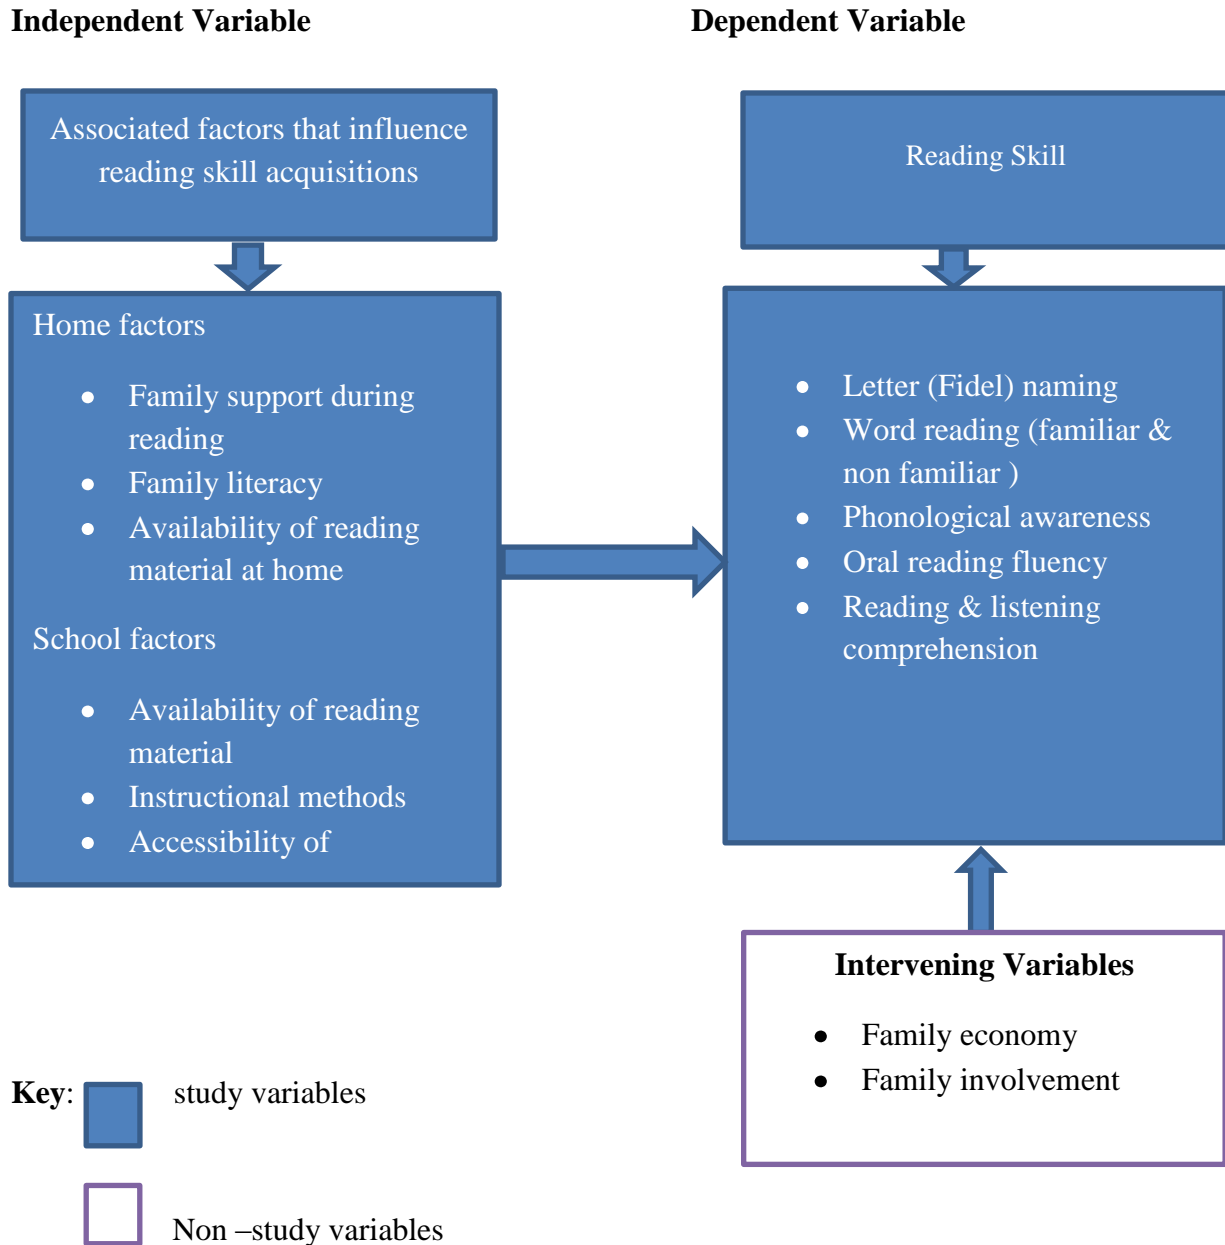 Independent Variable
Dependent Variable
Associated factors that influence
reading skill acquisitions
Reading Skill
Home factors
• Family support during
reading
• Family literacy
• Availability of reading
material at home
School factors
• Availability of reading
material
• Instructional methods
• Accessibility of
• Letter (Fidel) naming
• Word reading (familiar &
non familiar )
• Phonological awareness
• Oral reading fluency
• Reading & listening
comprehension
Intervening Variables
• Family economy
• Family involvement
Key: study variables
Non –study variables